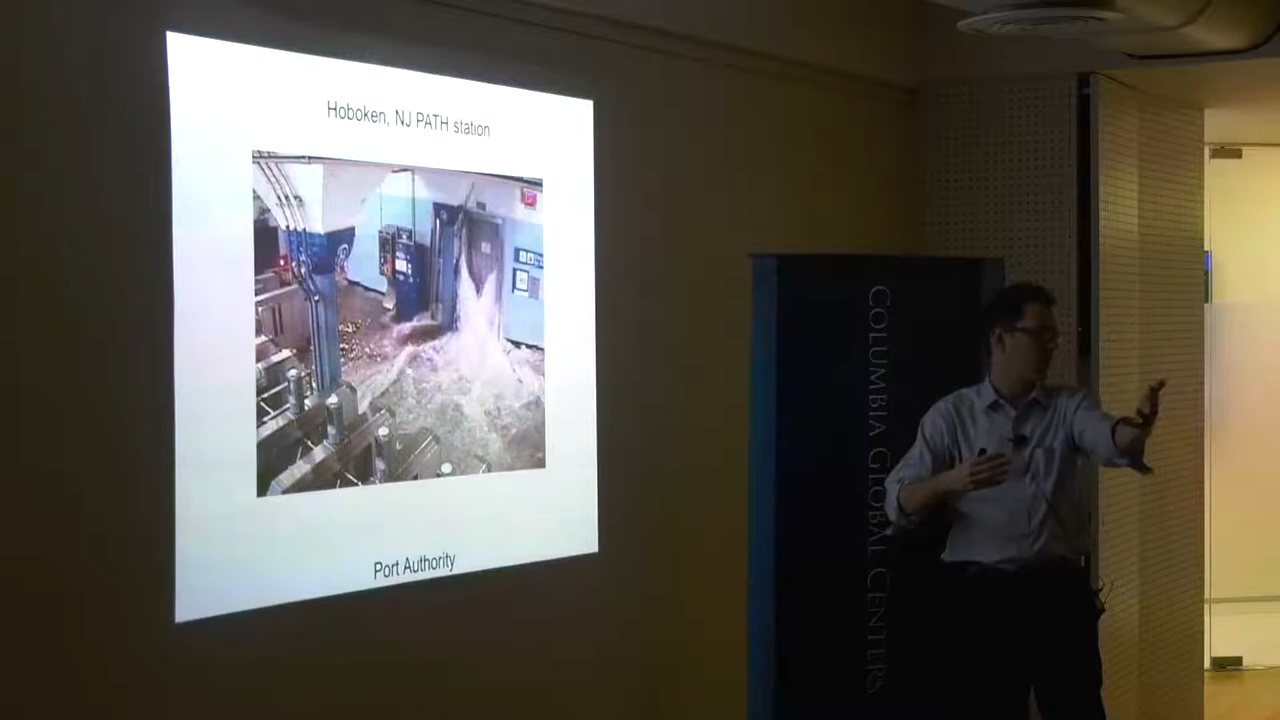 Hoboken, NJ PATH station
Port Authority
COLUMBIA GLOBAL CENTERS